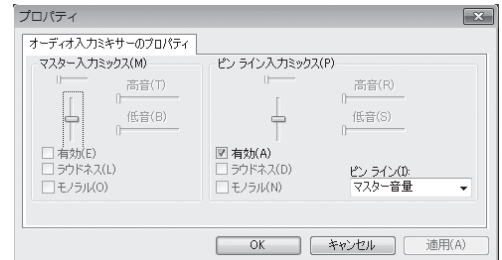 プロパティ
オーディオ入力ミキサーのプロパティ
マスター入力ミックス(M)
高音(T)
低音(B)
有効(E)
ラウドネス(L)
モノラル(O)
ピン ライン入力ミックス(P)
高音(R)
低音(S)
有効(A)
ラウドネス(D)
モノラル(N)
ピン ライン(I):
マスター音量
OK
キャンセル
適用(A)